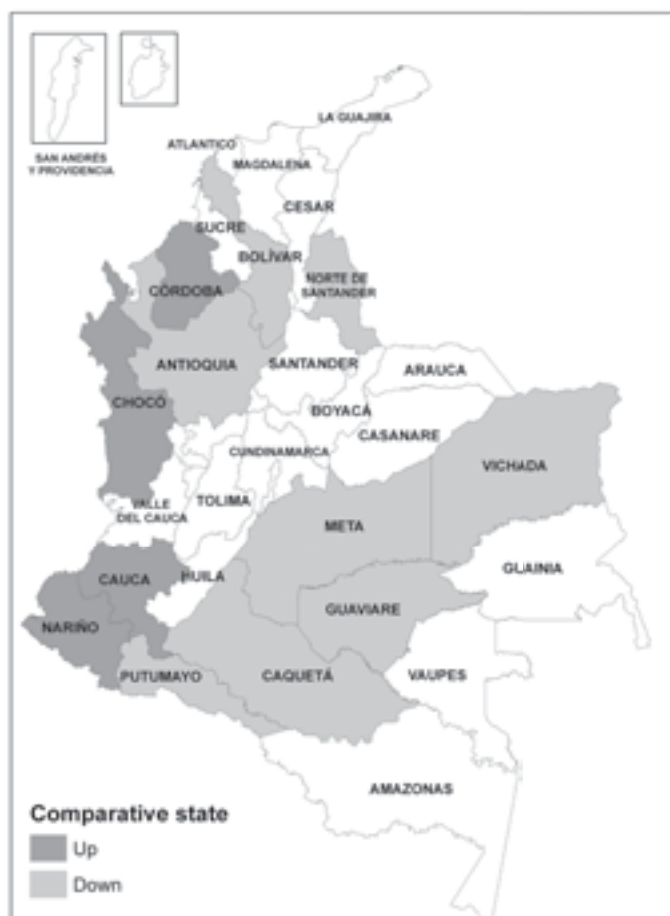 LA GUAJIRA
ATLANTICO
MAGDALENA
SAN ANDRÉS
Y PROVIDENCIA
CESAR
SUCRE
BOLÍVAR
NORTE DE
SANTANDER
CÓRDOBA
ANTIOQUIA
SANTANDER
ARAUCA
CHOCÓ
BOYACÁ
CASANARE
CUNDINAMARCA
VICHADA
VALLE
DEL CAUCA
TOLIMA
META
GLAINIA
CAUCA
HUILA
GUAVIARE
NARIÑO
PUTUMAYO
CAQUETÁ
VAUPES
AMAZONAS
Comparative state
Up
Down